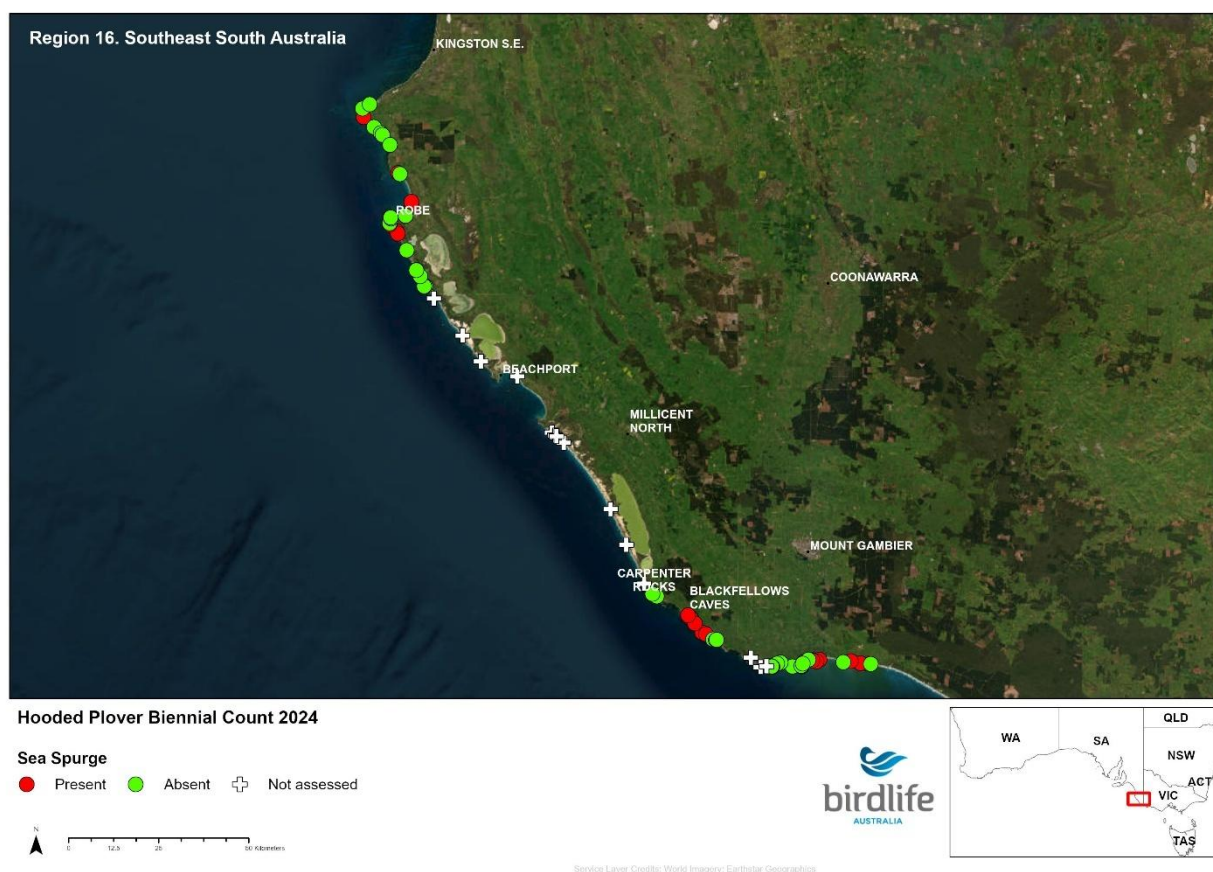 Region 16. Southeast South Australia
KINGSTON S.E.
ROBE
COONAWARRA
BEACHPORT
MILLICENT
NORTH
MOUNT GAMBIER
CARPENTER
ROCKS
BLACKFELLOWS
CAVES
Hooded Plover Biennial Count 2024
Sea Spurge
Present Absent Not assessed
N
0 12.5 25 50 Kilometers
birdlife
AUSTRALIA
WA
SA
QLD
NSW
ACT
VIC
TAS
Service Layer Credits: World Imagery: Earthstar Geographics